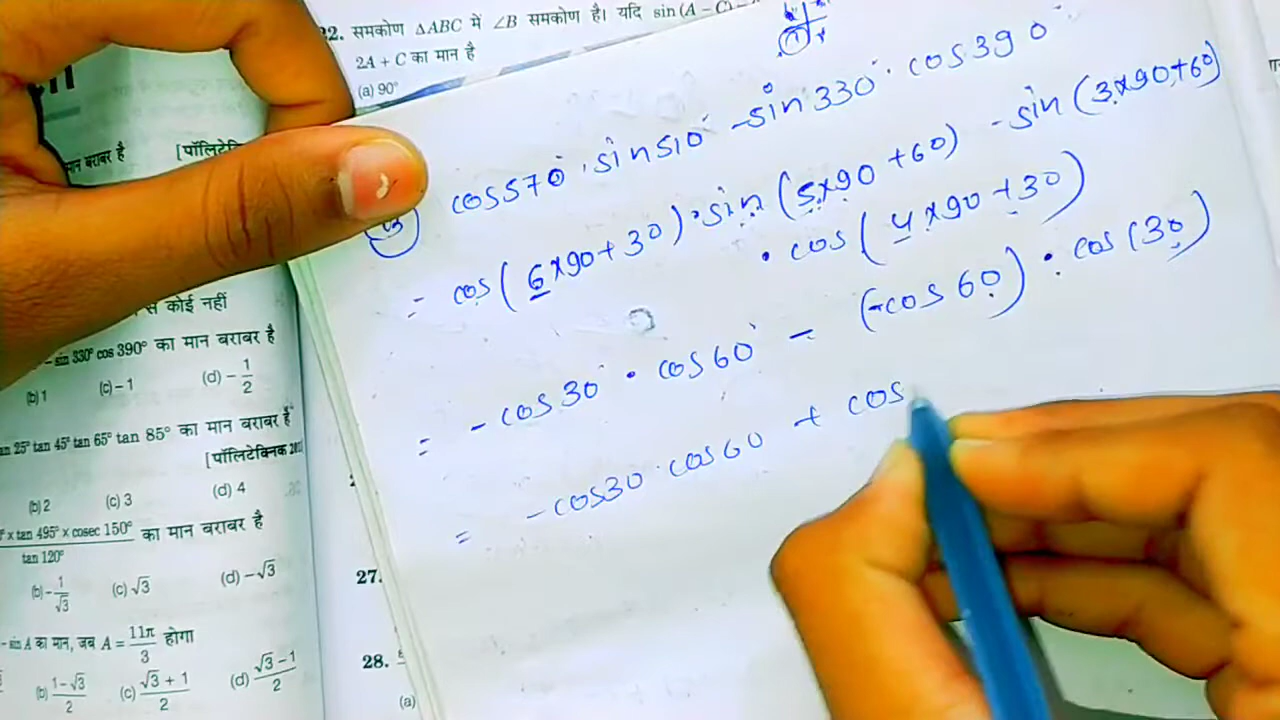 22. समकोण ΔABC में ∠B समकोण है। यदि sin (A – C) =
2A + C का मान है
(a) 90°
मान बराबर है
[पॉलिटे
से कोई नहीं
– sin 330° cos 390° का मान बराबर है
(b) 1 (c) – 1 (d) – 1/2
an 25° tan 45° tan 65° tan 85° का मान बराबर है
[पॉलिटेक्निक
(b) 2 (c) 3 (d) 4
° × tan 495° × cosec 150° / tan 120° का मान बराबर है
(b) – 1/√3 (c) √3 (d) – √3
– sin A का मान, जब A = 11π/3 होगा
(b) 1–√3/2 (c) √3 + 1/2 (d) √3 – 1/2
27.
28.
(a)
cos570° . sin510° – sin330° . cos390°
= cos(6×90+30) . sin(5×90+60) – sin(3×90+60)
. cos(4×90+30)
= – cos30° . cos60° – (–cos60) . cos(30)
= – cos30 . cos60 + cos